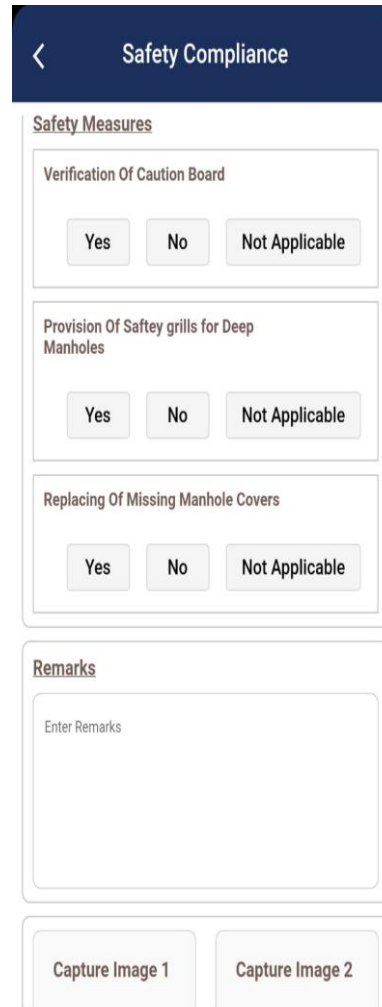 Safety Compliance
Safety Measures
Verification Of Caution Board
Yes No Not Applicable
Provision Of Saftey grills for Deep
Manholes
Yes No Not Applicable
Replacing Of Missing Manhole Covers
Yes No Not Applicable
Remarks
Enter Remarks
Capture Image 1 Capture Image 2